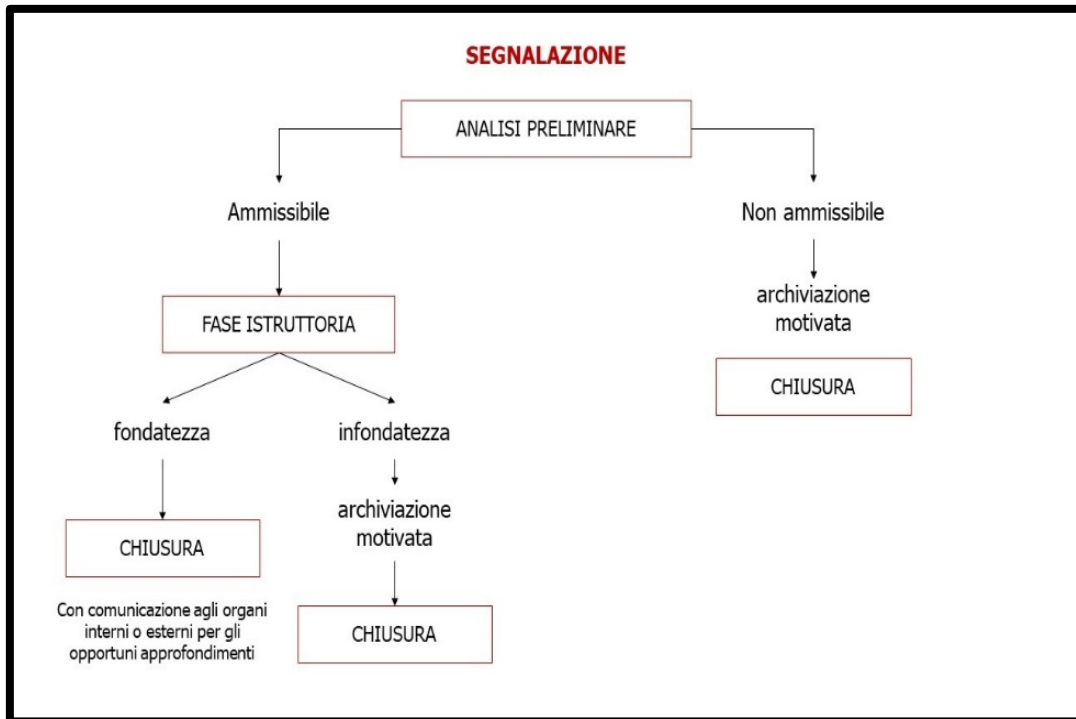 SEGNALAZIONE
ANALISI PRELIMINARE
Ammissibile
Non ammissibile
archiviazione
motivata
FASE ISTRUTTORIA
CHIUSURA
fondatezza
infondatezza
archiviazione
motivata
CHIUSURA
Con comunicazione agli organi
interni o esterni per gli
opportuni approfondimenti
CHIUSURA